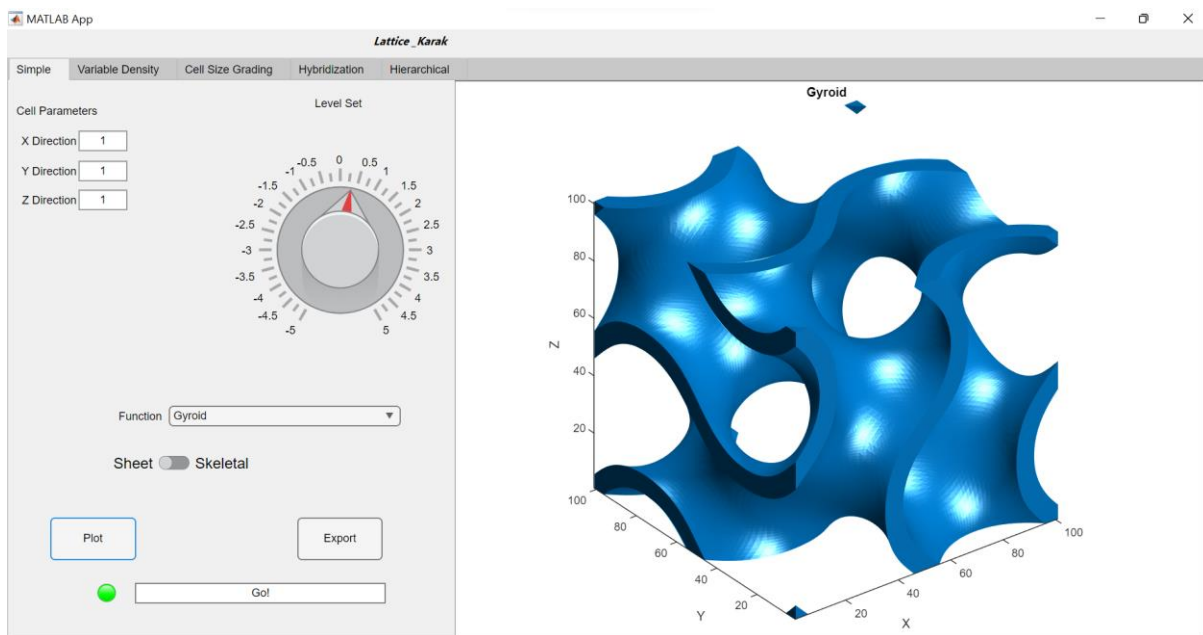 MATLAB App
Lattice_Karak
Simple Variable Density Cell Size Grading Hybridization Hierarchical
Cell Parameters
Level Set
X Direction 1
Y Direction 1
Z Direction 1
-5 -4.5 -4 -3.5 -3 -2.5 -2 -1.5 -1 -0.5 0 0.5 1 1.5 2 2.5 3 3.5 4 4.5 5
Function Gyroid
Sheet Skeletal
Plot
Export
Go!
Gyroid
Z
100
80
60
40
20
Y
100 80 60 40 20
X
20 40 60 80 100